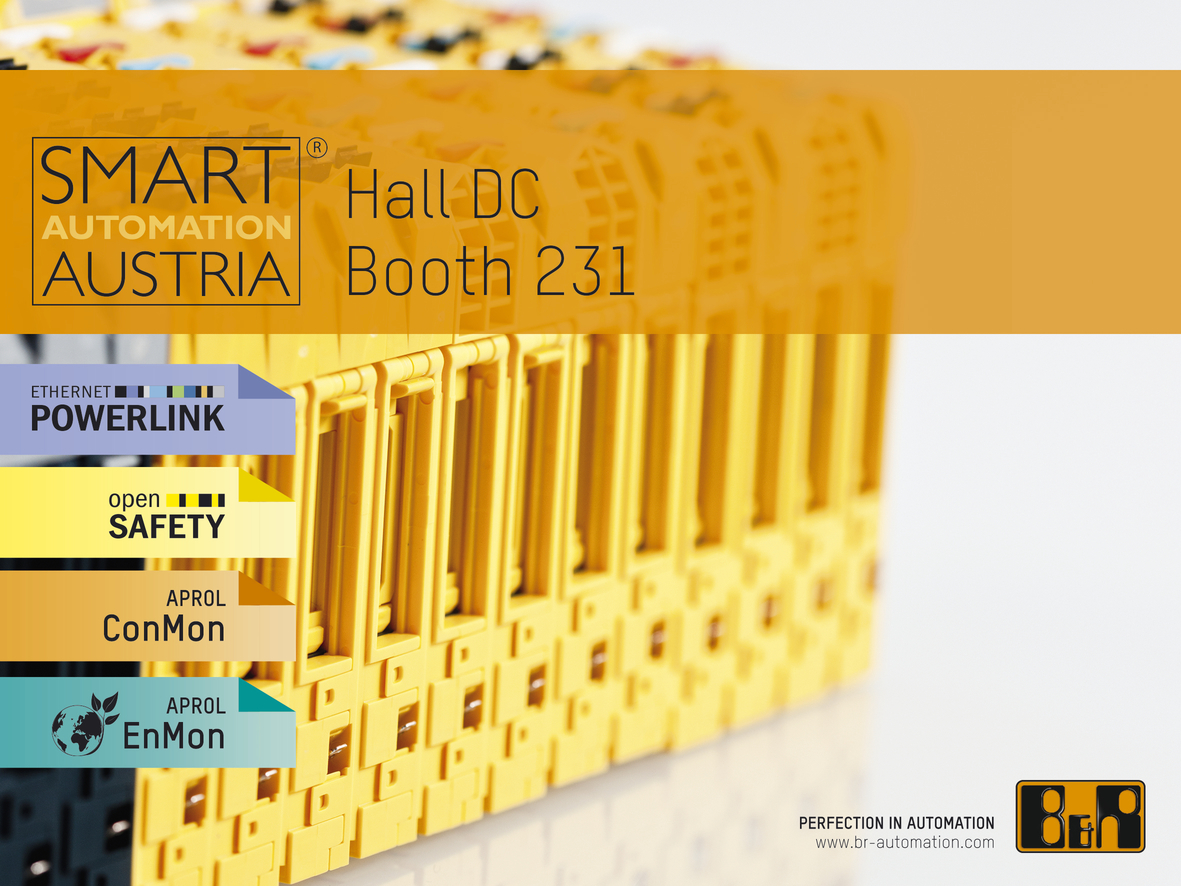 SMART ®
AUTOMATION
AUSTRIA
Hall DC
Booth 231
ETHERNET
POWERLINK
open
SAFETY
APROL
ConMon
APROL
EnMon
PERFECTION IN AUTOMATION
www.br-automation.com
B&R